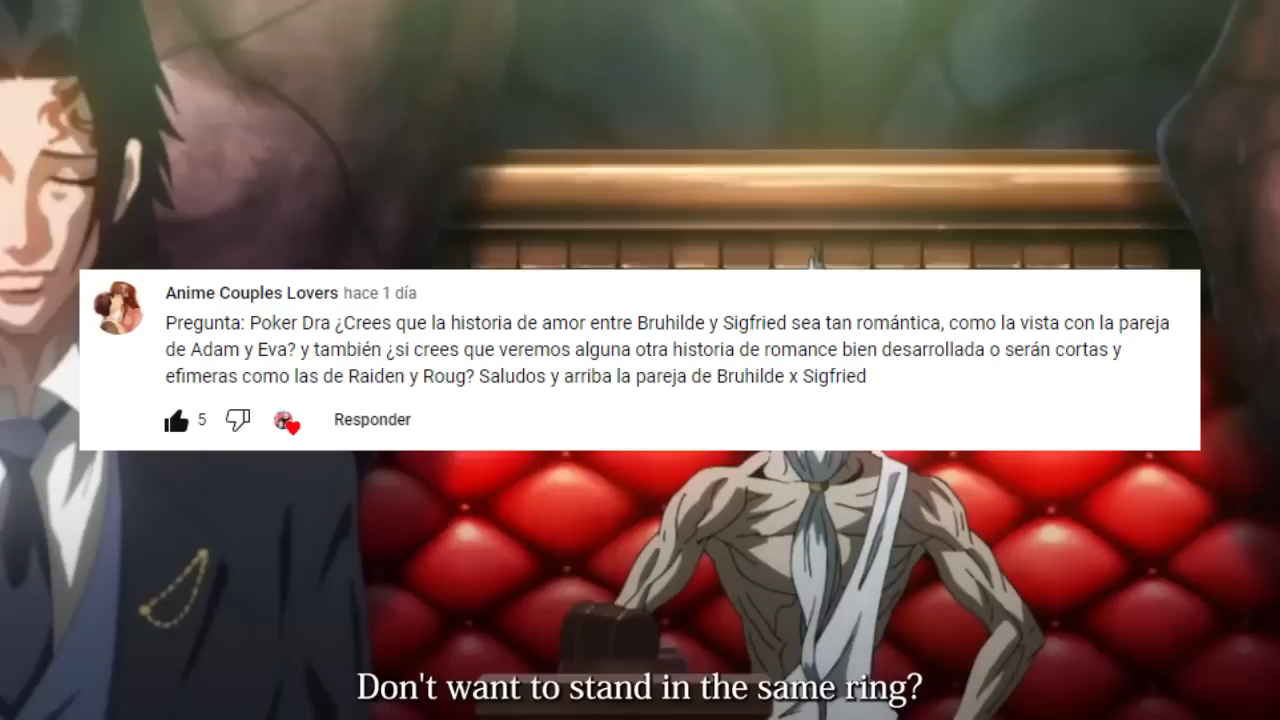 Anime Couples Lovers hace 1 día
Pregunta: Poker Dra ¿Crees que la historia de amor entre Bruhilde y Sigfried sea tan romántica, como la vista con la pareja
de Adam y Eva? y también ¿si crees que veremos alguna otra historia de romance bien desarrollada o serán cortas y
efimeras como las de Raiden y Roug? Saludos y arriba la pareja de Bruhilde x Sigfried
5 Responder
Don't want to stand in the same ring?